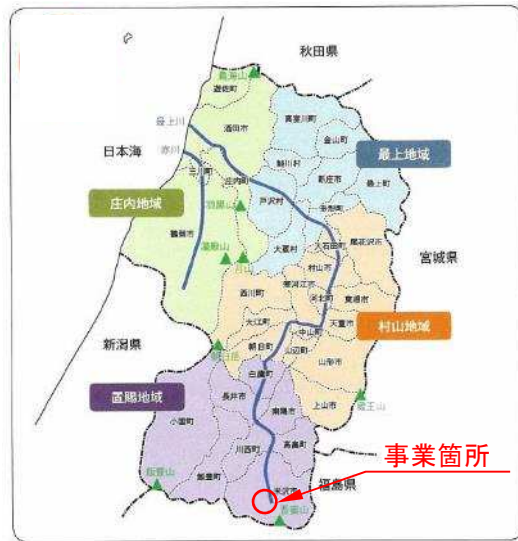 秋田県
鳥海山
遊佐町
最上川
酒田市
真室川町
金山町
日本海
赤川
鮭川村
最上地域
三川町
庄内町
新庄市
最上町
戸沢村
舟形町
庄内地域
羽黒山
鶴岡市
大蔵村
大石田町
尾花沢市
宮城県
湯殿山
月山
村山市
西川町
寒河江市
河北町
東根市
大江町
天童市
新潟県
中山町
村山地域
朝日岳
朝日町
山辺町
山形市
白鷹町
置賜地域
長井市
南陽市
上山市
蔵王山
小国町
川西町
高畠町
事業箇所
飯豊山
飯豊町
米沢市
福島県
吾妻山